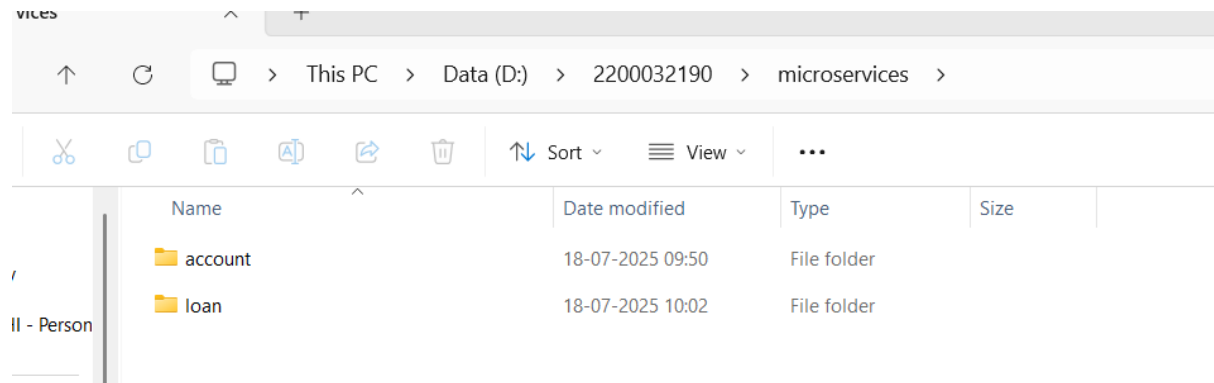 vices
This PC > Data (D:) > 2200032190 > microservices >
Sort View
Name Date modified Type Size
account 18-07-2025 09:50 File folder
loan 18-07-2025 10:02 File folder
- Person